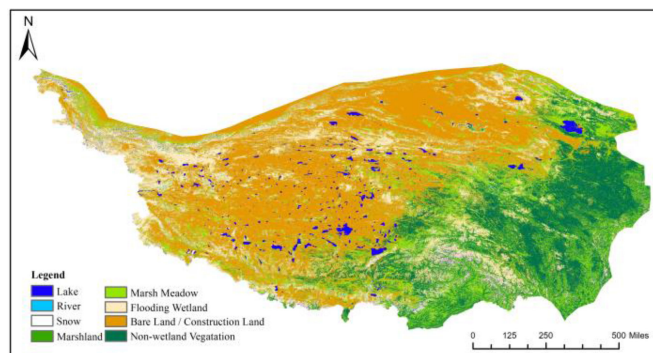 N
Legend
Lake
River
Snow
Marshland
Marsh Meadow
Flooding Wetland
Bare Land / Construction Land
Non-wetland Vegatation
0 125 250 500 Miles